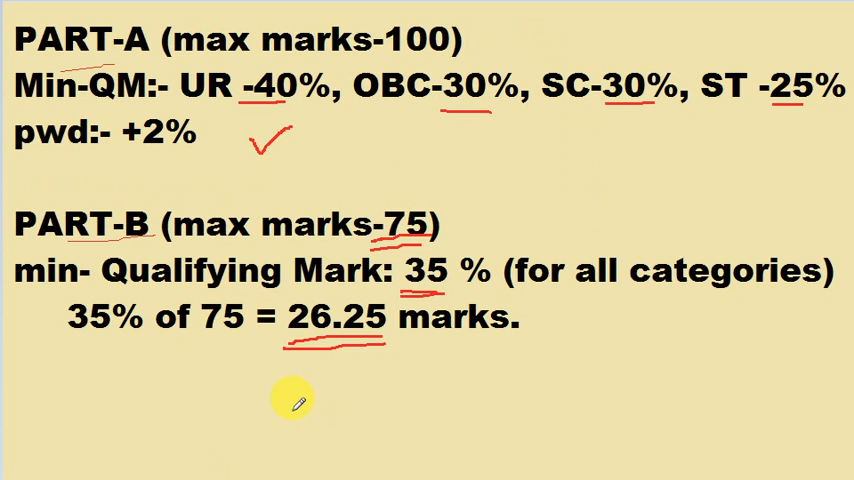 PART-A (max marks-100)
Min-QM:- UR -40%, OBC-30%, SC-30%, ST -25%
pwd:- +2%
PART-B (max marks-75)
min- Qualifying Mark: 35 % (for all categories)
35% of 75 = 26.25 marks.